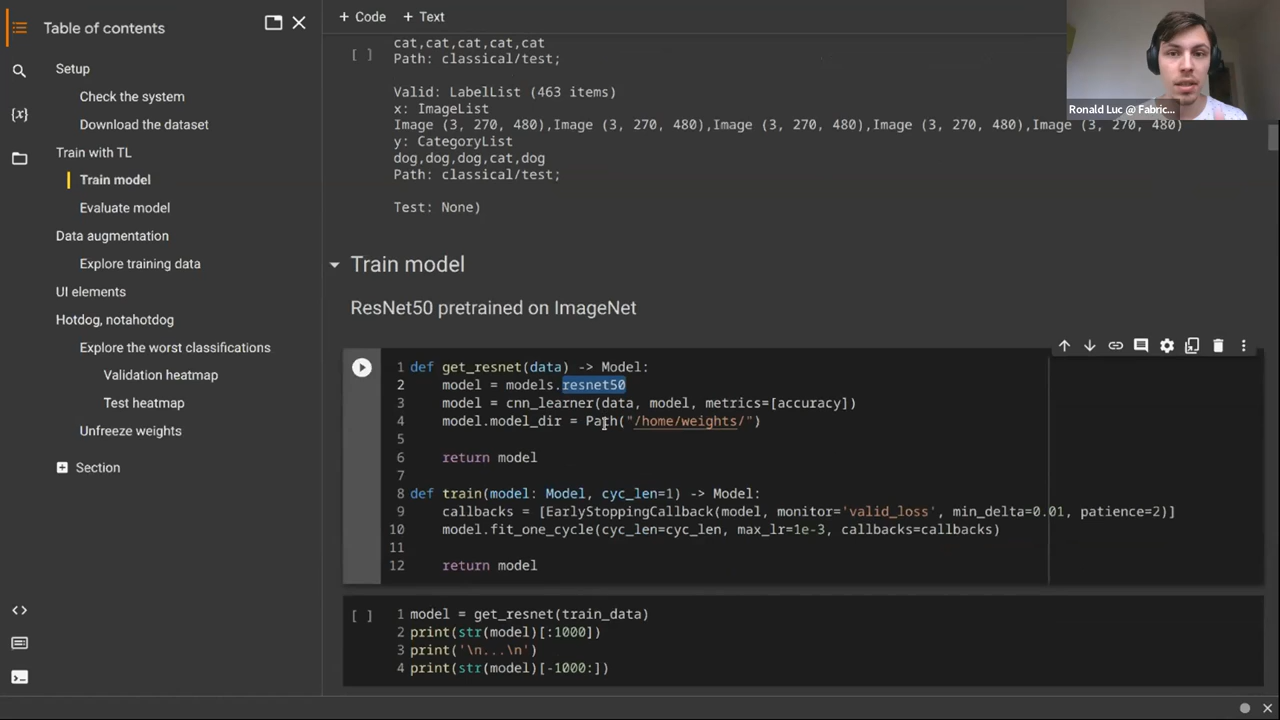 Table of contents
Setup
Check the system
Download the dataset
Train with TL
Train model
Evaluate model
Data augmentation
Explore training data
UI elements
Hotdog, notahotdog
Explore the worst classifications
Validation heatmap
Test heatmap
Unfreeze weights
Section
{x}
+ Code + Text
cat,cat,cat,cat,cat
[ ] Path: classical/test;
Valid: LabelList (463 items)
x: ImageList
Image (3, 270, 480),Image (3, 270, 480),Image (3, 270, 480),Image (3, 270, 480),Image (3, 270, 480)
y: CategoryList
dog,dog,dog,cat,dog
Path: classical/test;
Test: None)
Train model
ResNet50 pretrained on ImageNet
1 def get_resnet(data) -> Model:
2 model = models.resnet50
3 model = cnn_learner(data, model, metrics=[accuracy])
4 model.model_dir = Path("/home/weights/")
5
6 return model
7
8 def train(model: Model, cyc_len=1) -> Model:
9 callbacks = [EarlyStoppingCallback(model, monitor='valid_loss', min_delta=0.01, patience=2)]
10 model.fit_one_cycle(cyc_len=cyc_len, max_lr=1e-3, callbacks=callbacks)
11
12 return model
[ ] 1 model = get_resnet(train_data)
2 print(str(model)[:1000])
3 print('\n...\n')
4 print(str(model)[-1000:])
Ronald Luc @ Fabric...